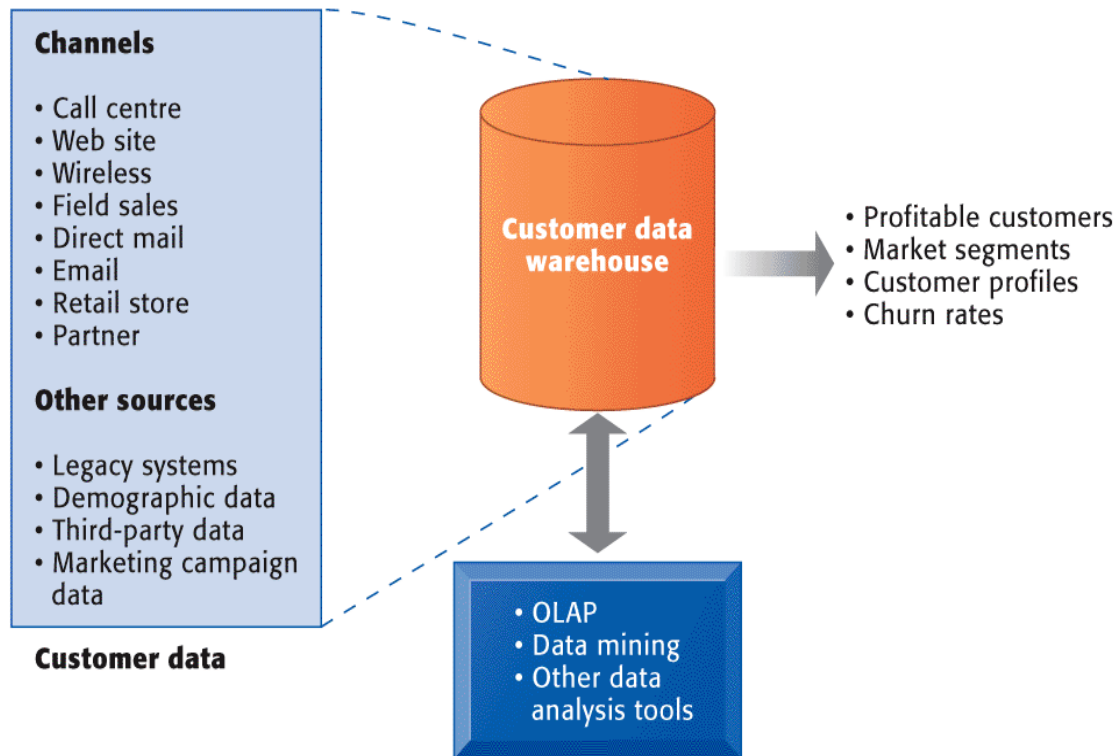 Channels
• Call centre
• Web site
• Wireless
• Field sales
• Direct mail
• Email
• Retail store
• Partner
Other sources
• Legacy systems
• Demographic data
• Third-party data
• Marketing campaign
data
Customer data
Customer data
warehouse
• Profitable customers
• Market segments
• Customer profiles
• Churn rates
• OLAP
• Data mining
• Other data
analysis tools